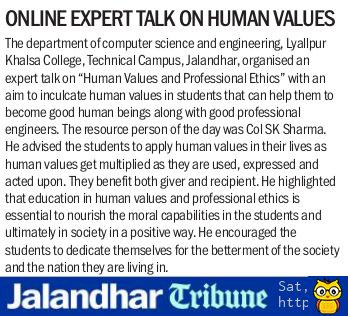 ONLINE EXPERT TALK ON HUMAN VALUES
The department of computer science and engineering, Lyallpur
Khalsa College, Technical Campus, Jalandhar, organised an
expert talk on “Human Values and Professional Ethics” with an
aim to inculcate human values in students that can help them to
become good human beings along with good professional
engineers. The resource person of the day was Col SK Sharma.
He advised the students to apply human values in their lives as
human values get multiplied as they are used, expressed and
acted upon. They benefit both giver and recipient. He highlighted
that education in human values and professional ethics is
essential to nourish the moral capabilities in the students and
ultimately in society in a positive way. He encouraged the
students to dedicate themselves for the betterment of the society
and the nation they are living in.
Jalandhar Tribune
Sat,
http